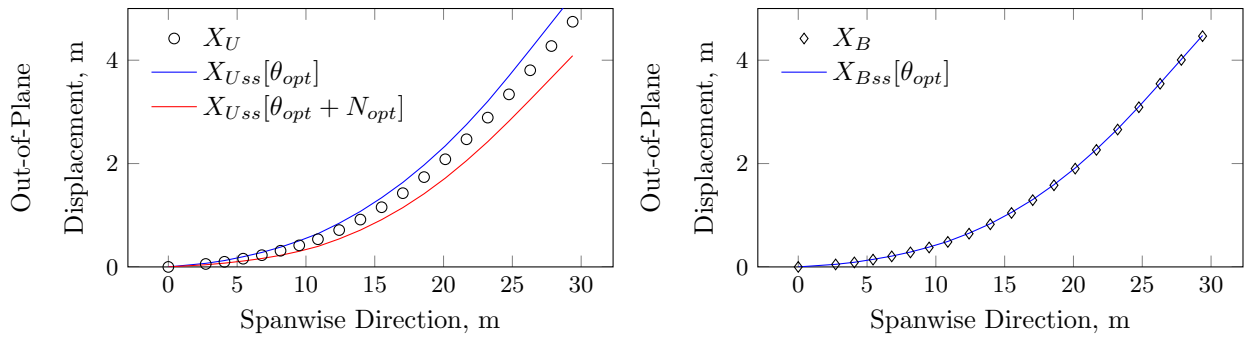 Out-of-Plane
Displacement, m
4
2
0
X_U
X_{Uss}[θ_{opt}]
X_{Uss}[θ_{opt} + N_{opt}]
0 5 10 15 20 25 30
Spanwise Direction, m
Out-of-Plane
Displacement, m
4
2
0
X_B
X_{Bss}[θ_{opt}]
0 5 10 15 20 25 30
Spanwise Direction, m